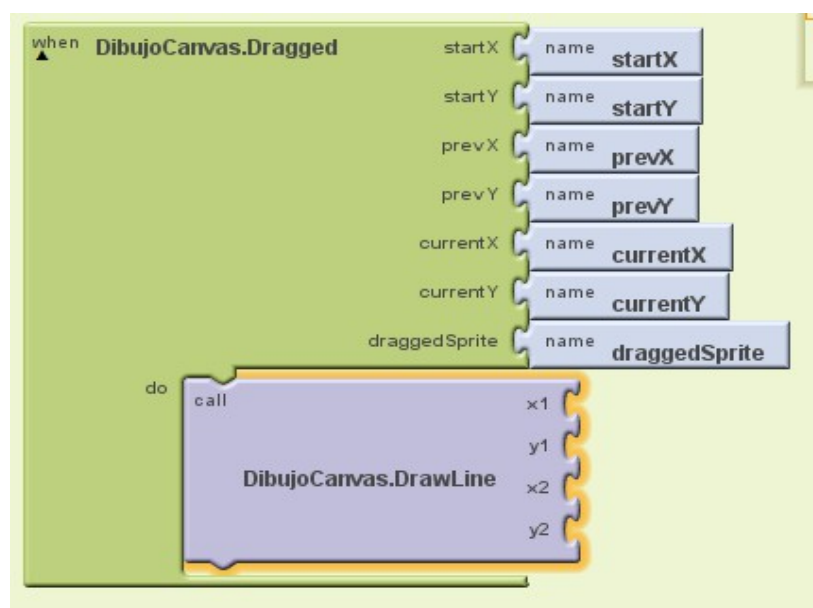 when DibujoCanvas.Dragged startX name startX
startY name startY
prevX name prevX
prevY name prevY
currentX name currentX
currentY name currentY
draggedSprite name draggedSprite
do call x1
y1
DibujoCanvas.DrawLine x2
y2